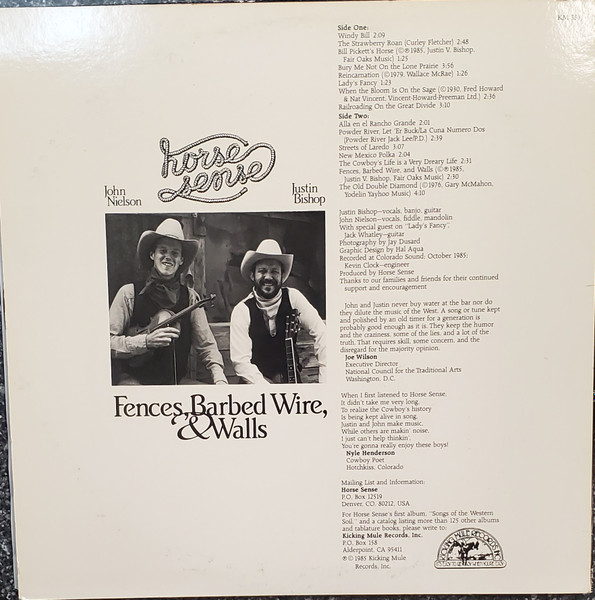 KM 3
Side One:
Windy Bill 2:09
The Strawberry Roan (Curley Fletcher) 2:48
Bill Pickett's Horse (©℗1985, Justin V. Bishop,
Fair Oaks Music) 1:25
Bury Me Not On the Lone Prairie 3:56
Reincarnation (©1979, Wallace McRae) 1:26
Lady's Fancy 1:23
When the Bloom Is On the Sage (©1930, Fred Howard
& Nat Vincent, Vincent-Howard-Preeman Ltd.) 2:36
Railroading On the Great Divide 3:10
Side Two:
Alla en el Rancho Grande 2:01
Powder River, Let 'Er Buck/La Cuna Numero Dos
(Powder River Jack Lee/P.D.) 2:39
Streets of Laredo 3:07
New Mexico Polka 2:04
The Cowboy's Life is a Very Dreary Life 2:31
Fences, Barbed Wire, and Walls (©℗1985,
Justin V. Bishop, Fair Oaks Music) 2:30
The Old Double Diamond (©1976, Gary McMahon,
Yodelin Yayhoo Music) 4:10
horse
sense
John
Nielson
Justin
Bishop
Fences, Barbed Wire,
& Walls
Justin Bishop—vocals, banjo, guitar
John Nielson—vocals, fiddle, mandolin
With special guest on "Lady's Fancy",
Jack Whatley—guitar
Photography by Jay Dusard
Graphic Design by Hal Aqua
Recorded at Colorado Sound, October 1985;
Kevin Clock—engineer
Produced by Horse Sense
Thanks to our families and friends for their continued
support and encouragement
John and Justin never buy water at the bar nor do
they dilute the music of the West. A song or tune kept
and polished by an old timer for a generation is
probably good enough as it is. They keep the humor
and the craziness, some of the lies, and a lot of the
truth. That requires skill, some concern, and the
disregard for the majority opinion.
Joe Wilson
Executive Director
National Council for the Traditional Arts
Washington, D.C.
When I first listened to Horse Sense,
It didn't take me very long,
To realize the Cowboy's history
Is being kept alive in song.
Justin and John make music,
While others are makin' noise,
I just can't help thinkin',
You're gonna really enjoy these boys!
Nyle Henderson
Cowboy Poet
Hotchkiss, Colorado
Mailing List and Information:
Horse Sense
P.O. Box 12519
Denver, CO. 80212, USA
For Horse Sense's first album, "Songs of the Western
Soil," and a catalog listing more than 125 other albums
and tablature books, please write to:
Kicking Mule Records, Inc.
P.O. Box 158
Alderpoint, CA 95411
℗©1985 Kicking Mule
Records, Inc.
KICKING MULE RECORDS INC.